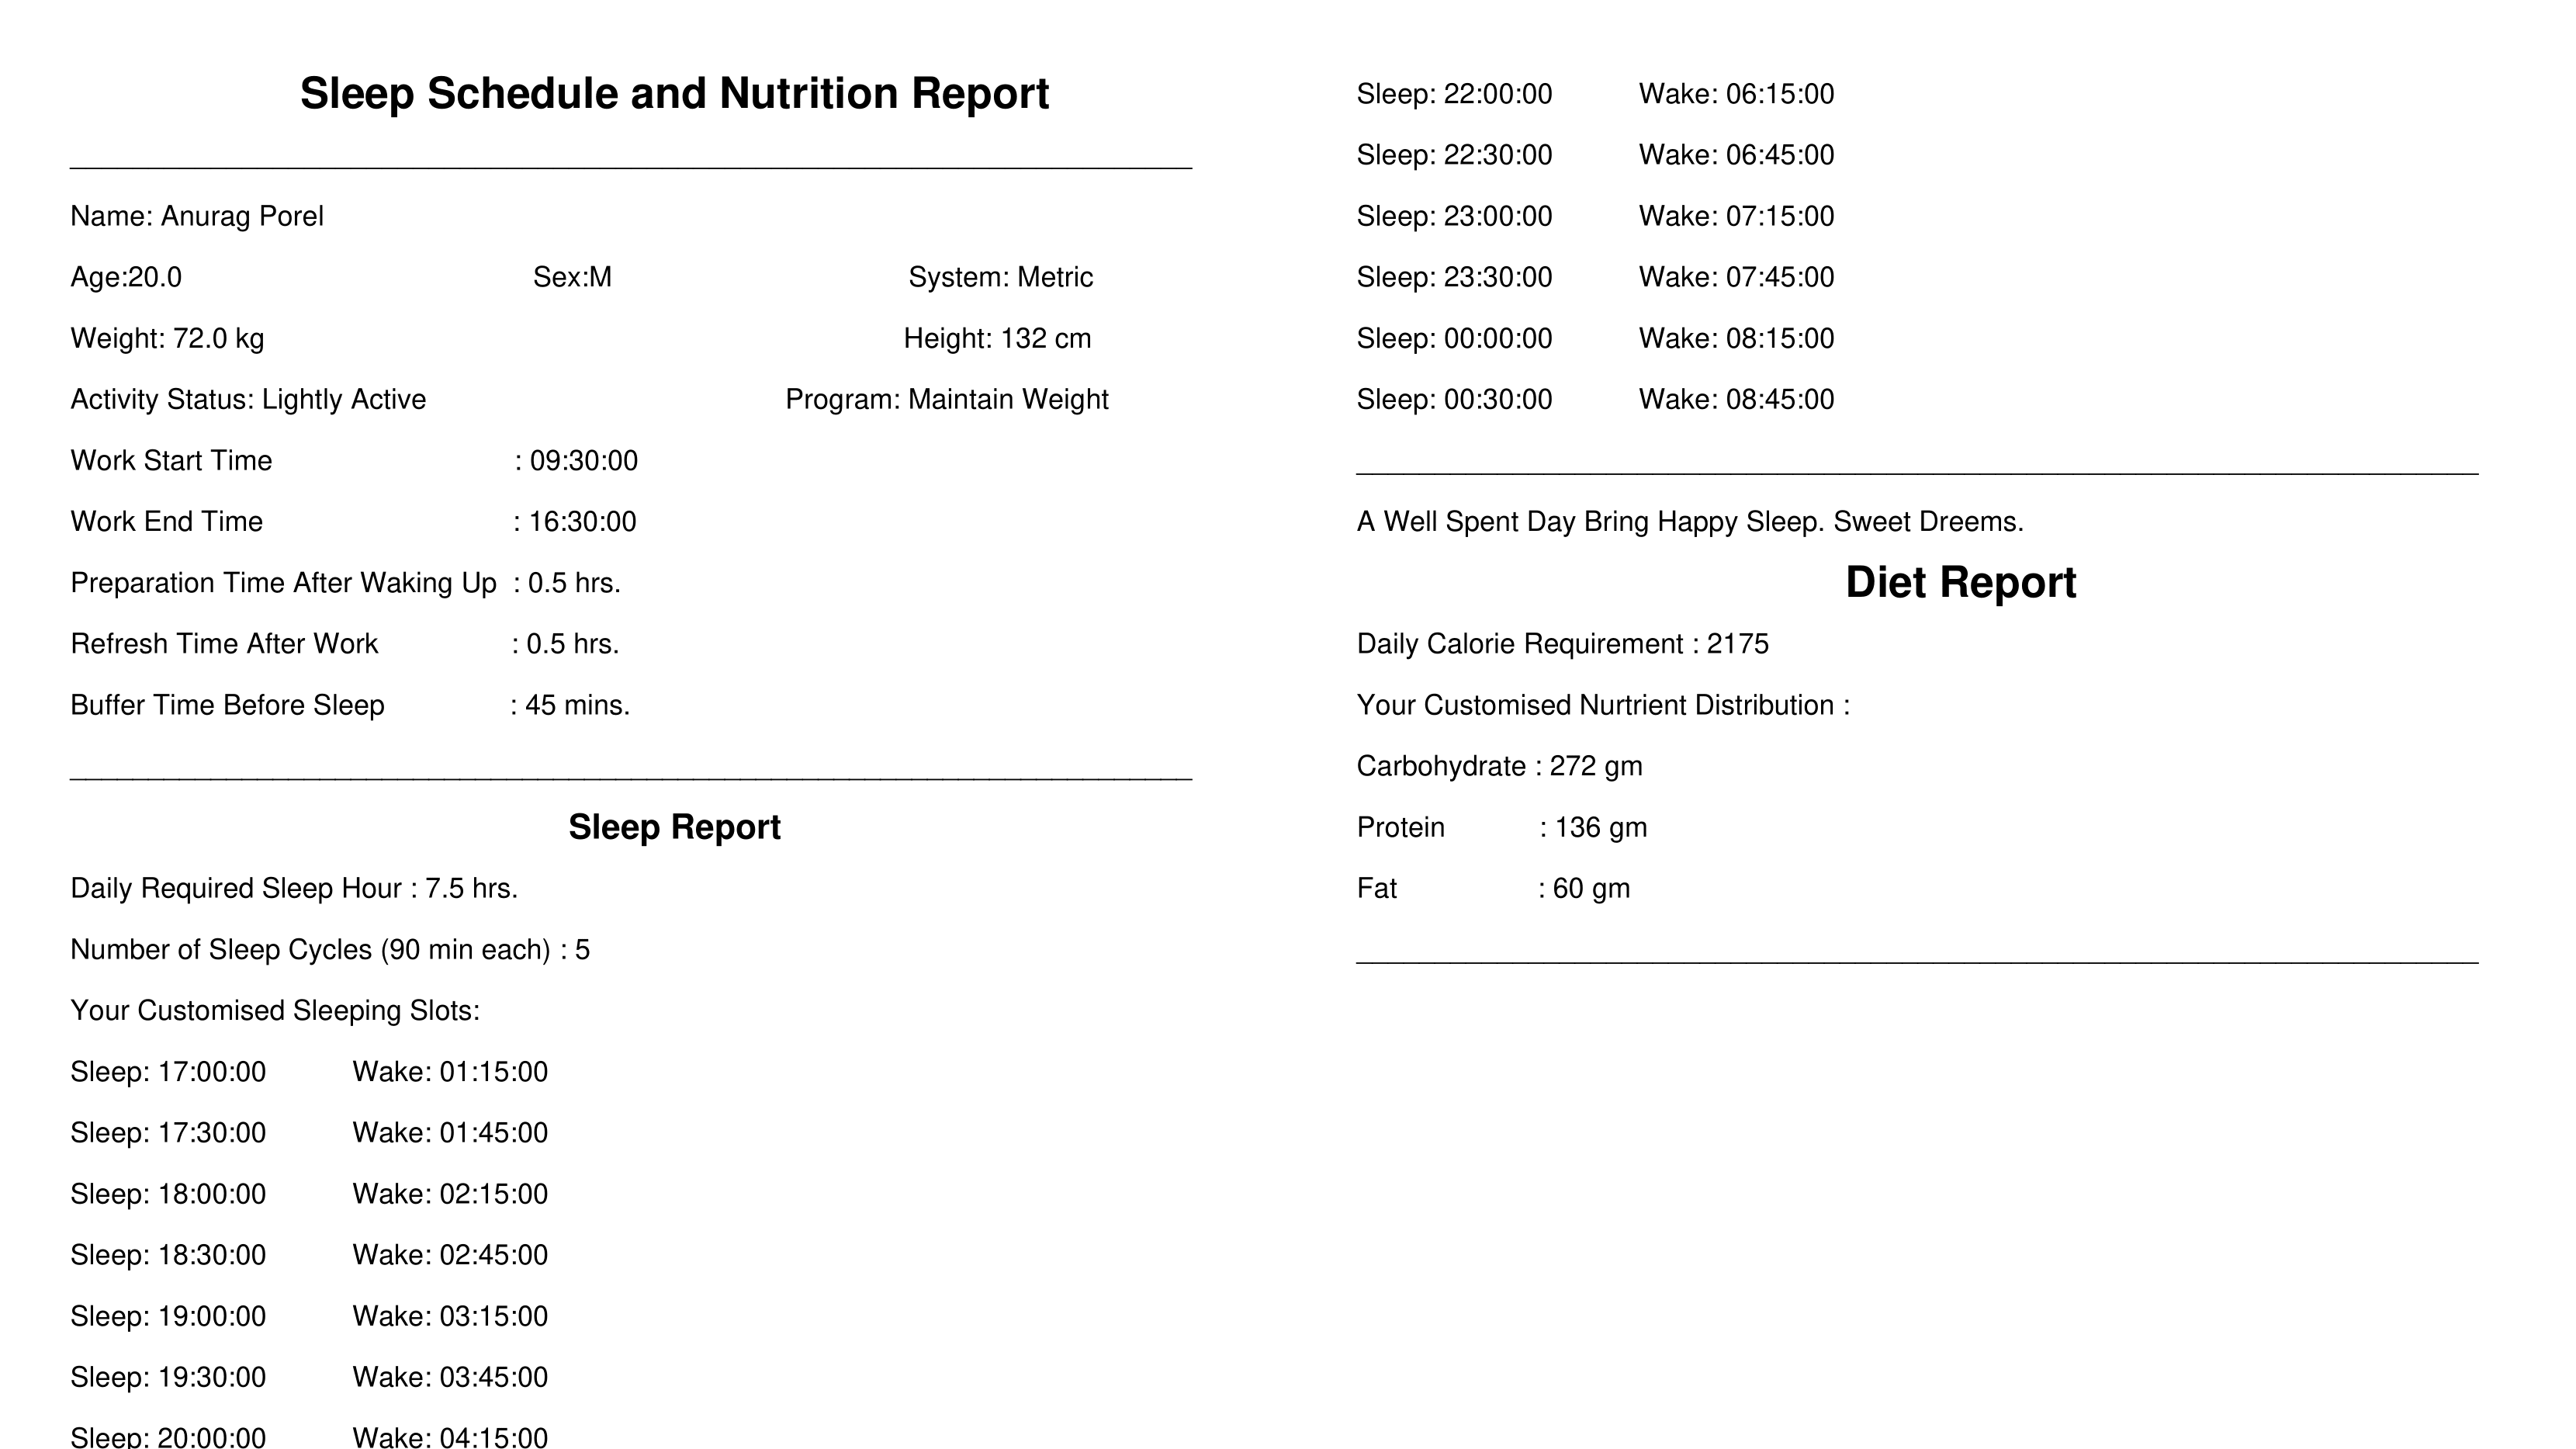 Sleep Schedule and Nutrition Report
Name: Anurag Porel
Age:20.0 Sex:M System: Metric
Weight: 72.0 kg Height: 132 cm
Activity Status: Lightly Active Program: Maintain Weight
Work Start Time : 09:30:00
Work End Time : 16:30:00
Preparation Time After Waking Up : 0.5 hrs.
Refresh Time After Work : 0.5 hrs.
Buffer Time Before Sleep : 45 mins.
Sleep Report
Daily Required Sleep Hour : 7.5 hrs.
Number of Sleep Cycles (90 min each) : 5
Your Customised Sleeping Slots:
Sleep: 17:00:00 Wake: 01:15:00
Sleep: 17:30:00 Wake: 01:45:00
Sleep: 18:00:00 Wake: 02:15:00
Sleep: 18:30:00 Wake: 02:45:00
Sleep: 19:00:00 Wake: 03:15:00
Sleep: 19:30:00 Wake: 03:45:00
Sleep: 20:00:00 Wake: 04:15:00
Sleep: 22:00:00 Wake: 06:15:00
Sleep: 22:30:00 Wake: 06:45:00
Sleep: 23:00:00 Wake: 07:15:00
Sleep: 23:30:00 Wake: 07:45:00
Sleep: 00:00:00 Wake: 08:15:00
Sleep: 00:30:00 Wake: 08:45:00
A Well Spent Day Bring Happy Sleep. Sweet Dreems.
Diet Report
Daily Calorie Requirement : 2175
Your Customised Nurtrient Distribution :
Carbohydrate : 272 gm
Protein : 136 gm
Fat : 60 gm